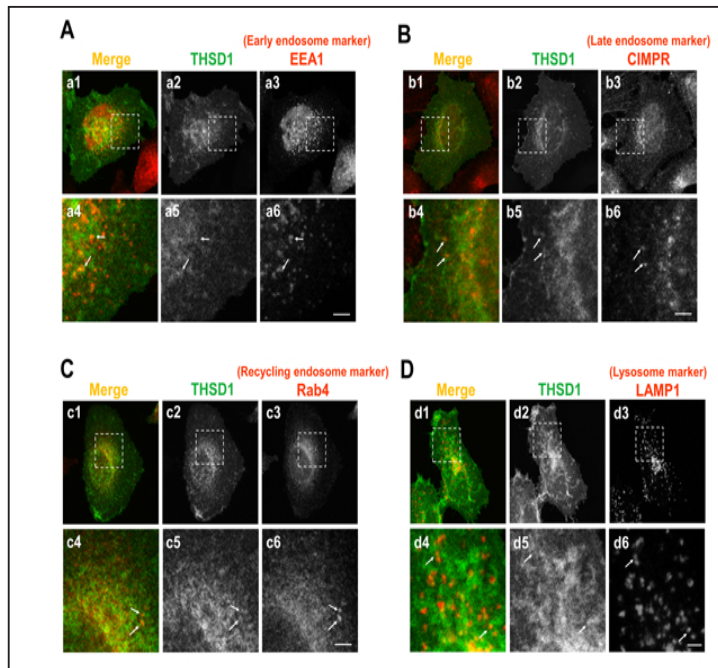 A
(Early endosome marker)
Merge THSD1 EEA1
a1 a2 a3
a4 a5 a6
B
(Late endosome marker)
Merge THSD1 CIMPR
b1 b2 b3
b4 b5 b6
C
(Recycling endosome marker)
Merge THSD1 Rab4
c1 c2 c3
c4 c5 c6
D
(Lysosome marker)
Merge THSD1 LAMP1
d1 d2 d3
d4 d5 d6